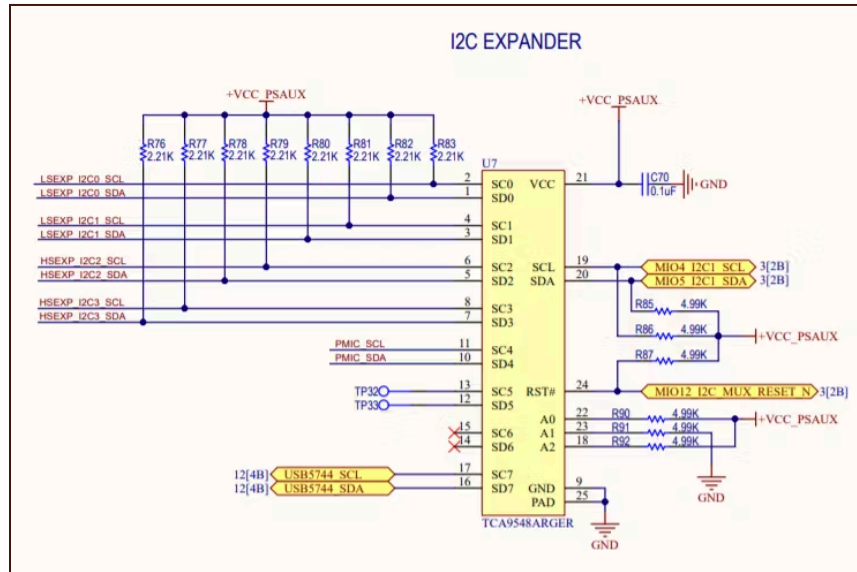 I2C EXPANDER
+VCC_PSAUX
+VCC_PSAUX
R76 2.21K
R77 2.21K
R78 2.21K
R79 2.21K
R80 2.21K
R81 2.21K
R82 2.21K
R83 2.21K
U7
LSEXP_I2C0_SCL 2 SC0 VCC 21 C70 0.1uF GND
LSEXP_I2C0_SDA 1 SD0
LSEXP_I2C1_SCL 4 SC1
LSEXP_I2C1_SDA 3 SD1
HSEXP_I2C2_SCL 6 SC2 SCL 19 MIO4_I2C1_SCL 3[2B]
HSEXP_I2C2_SDA 5 SD2 SDA 20 MIO5_I2C1_SDA 3[2B]
HSEXP_I2C3_SCL 8 SC3 R85 4.99K
HSEXP_I2C3_SDA 7 SD3 R86 4.99K +VCC_PSAUX
PMIC_SCL 11 SC4 R87 4.99K
PMIC_SDA 10 SD4
TP32 13 SC5 RST# 24 MIO12_I2C_MUX_RESET_N 3[2B]
TP33 12 SD5
A0 22 R90 4.99K +VCC_PSAUX
15 SC6 A1 23 R91 4.99K
14 SD6 A2 18 R92 4.99K
GND
12[4B] USB5744_SCL 17 SC7 GND 9
12[4B] USB5744_SDA 16 SD7 PAD 25
TCA9548ARGER
GND